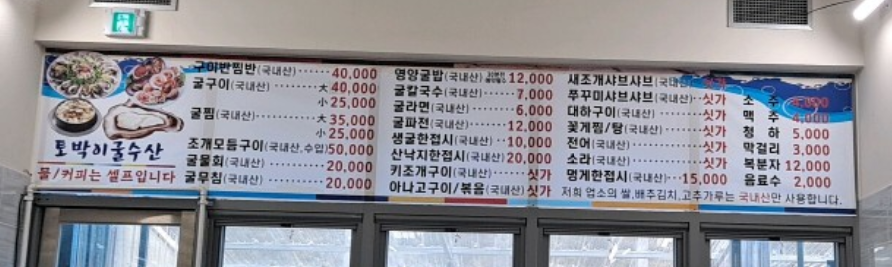 토박이굴수산
물/커피는 셀프입니다
구이반찜반(국내산) 40,000
굴구이(국내산) 大 40,000
小 25,000
굴찜(국내산) 大 35,000
小 25,000
조개모듬구이(국내산,수입) 50,000
굴물회(국내산) 20,000
굴무침(국내산) 20,000
영양굴밥(국내산) 12,000
굴칼국수(국내산) 7,000
굴라면(국내산) 6,000
굴파전(국내산) 12,000
생굴한접시(국내산) 10,000
산낙지한접시(국내산) 20,000
키조개구이(국내산) 싯가
아나고구이/볶음(국내산) 싯가
새조개샤브샤브(국내산) 싯가
쭈꾸미샤브샤브(국내산) 싯가
대하구이(국내산) 싯가
꽃게찜/탕(국내산) 싯가
전어(국내산) 싯가
소라(국내산) 싯가
멍게한접시(국내산) 15,000
소 주 4,000
맥 주 4,000
청 하 5,000
막걸리 3,000
복분자 12,000
음료수 2,000
저희 업소의 쌀,배추김치,고추가루는 국내산만 사용합니다.